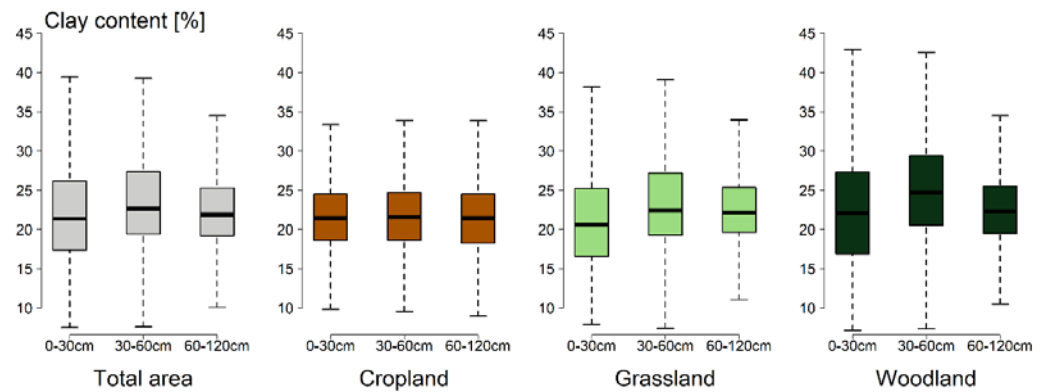 Clay content [%]
45 45 45 45
40 40 40 40
35 35 35 35
30 30 30 30
25 25 25 25
20 20 20 20
15 15 15 15
10 10 10 10
0-30cm 30-60cm 60-120cm 0-30cm 30-60cm 60-120cm 0-30cm 30-60cm 60-120cm 0-30cm 30-60cm 60-120cm
Total area Cropland Grassland Woodland